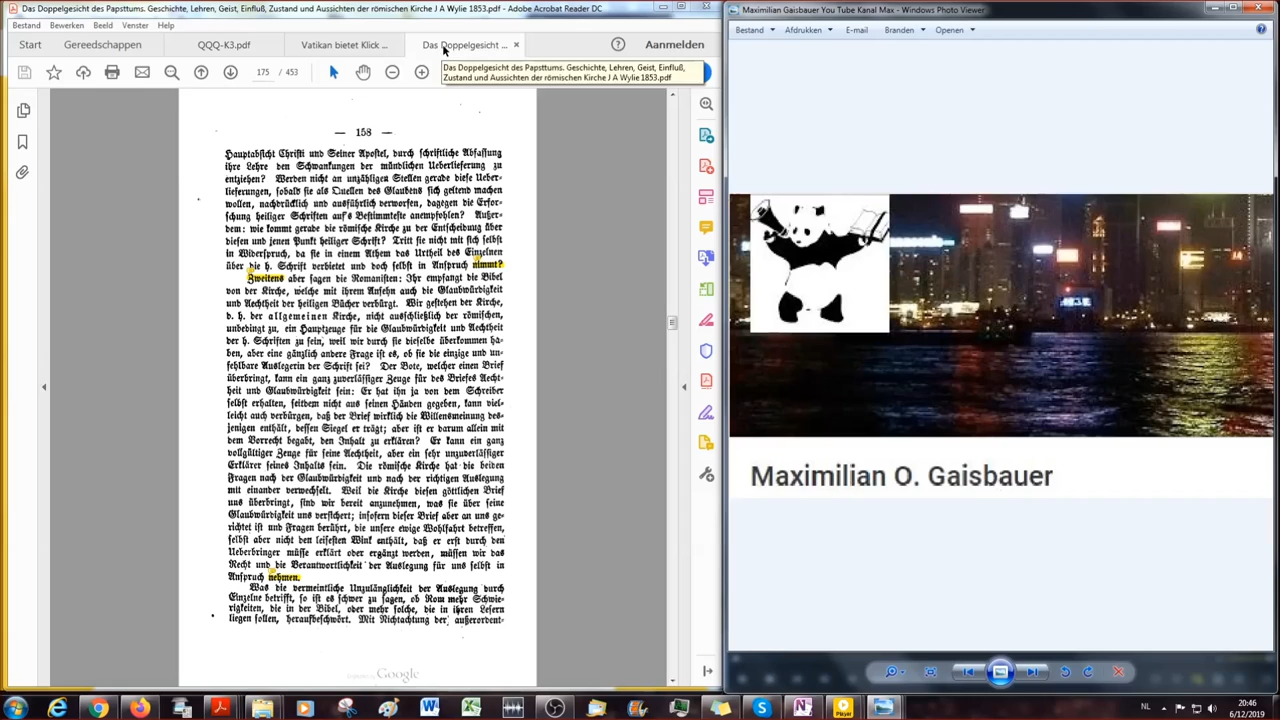 Das Doppelgesicht des Papsttums. Geschichte, Lehren, Geist, Einfluß, Zustand und Aussichten der römischen Kirche J A Wylie 1853.pdf - Adobe Acrobat Reader DC
Bestand Bewerken Beeld Venster Help
Start Gereedschappen QQQ-K3.pdf Vatikan bietet Klick ... Das Doppelgesicht ... × Anmelden
175 / 453
Das Doppelgesicht des Papsttums. Geschichte, Lehren, Geist, Einfluß,
Zustand und Aussichten der römischen Kirche J A Wylie 1853.pdf
— 158 —
Hauptabsicht Christi und Seiner Apostel, durch schriftliche Abfassung
ihre Lehre den Schwankungen der mündlichen Ueberlieferung zu
entziehen? Werden nicht an unzähligen Stellen gerade diese Ueber-
lieferungen, sobald sie als Quellen des Glaubens sich geltend machen
wollen, nachdrücklich und ausführlich verworfen, dagegen die Erfor-
schung heiliger Schriften auf's Bestimmteste anempfohlen? Außer-
dem: wie kommt gerade die römische Kirche zu der Entscheidung über
diesen und jenen Punkt heiliger Schrift? Tritt sie nicht mit sich selbst
in Widerspruch, da sie in einem Athem das Urtheil des Einzelnen
über die h. Schrift verbietet und doch selbst in Anspruch nimmt?
Zweitens aber sagen die Romanisten: Ihr empfangt die Bibel
von der Kirche, welche mit ihrem Ansehn auch die Glaubwürdigkeit
und Aechtheit der heiligen Bücher verbürgt. Wir gestehen der Kirche,
d. h. der allgemeinen Kirche, nicht ausschließlich der römischen,
unbedingt zu, ein Hauptzeuge für die Glaubwürdigkeit und Aechtheit
der h. Schriften zu sein, weil wir durch sie dieselbe überkommen ha-
ben, aber eine gänzlich andere Frage ist es, ob sie die einzige und un-
fehlbare Auslegerin der Schrift sei? Der Bote, welcher einen Brief
überbringt, kann ein ganz zuverlässiger Zeuge für des Briefes Aecht-
heit und Glaubwürdigkeit sein: Er hat ihn ja von dem Schreiber
selbst erhalten, seitdem nicht aus seinen Händen gegeben, kann viel-
leicht auch verbürgen, daß der Brief wirklich die Willensmeinung des-
jenigen enthält, dessen Siegel er trägt; aber ist er darum allein mit
dem Vorrecht begabt, den Inhalt zu erklären? Er kann ein ganz
vollgültiger Zeuge für seine Aechtheit, aber ein sehr unzuverlässiger
Erklärer seines Inhalts sein. Die römische Kirche hat die beiden
Fragen nach der Glaubwürdigkeit und nach der richtigen Auslegung
mit einander verwechselt. Weil die Kirche diesen göttlichen Brief
uns überbringt, sind wir bereit anzunehmen, was sie über seine
Glaubwürdigkeit uns versichert; insofern dieser Brief aber an uns ge-
richtet ist und Fragen berührt, die unsere ewige Wohlfahrt betreffen,
selbst aber nicht den leisesten Wink enthält, daß er erst durch den
Ueberbringer müsse erklärt oder ergänzt werden, müssen wir das
Recht und die Verantwortlichkeit der Auslegung für uns selbst in
Anspruch nehmen.
Was die vermeintliche Unzulänglichkeit der Auslegung durch
Einzelne betrifft, so ist es schwer zu sagen, ob Rom mehr Schwie-
rigkeiten, die in der Bibel, oder mehr solche, die in ihren Lesern
liegen sollen, heraufbeschwört. Mit Nichtachtung der außerordent-
Google
Maximilian Gaisbauer You Tube Kanal Max - Windows Photo Viewer
Bestand Afdrukken E-mail Branden Openen
Maximilian O. Gaisbauer
NL 20:46
6/12/2019